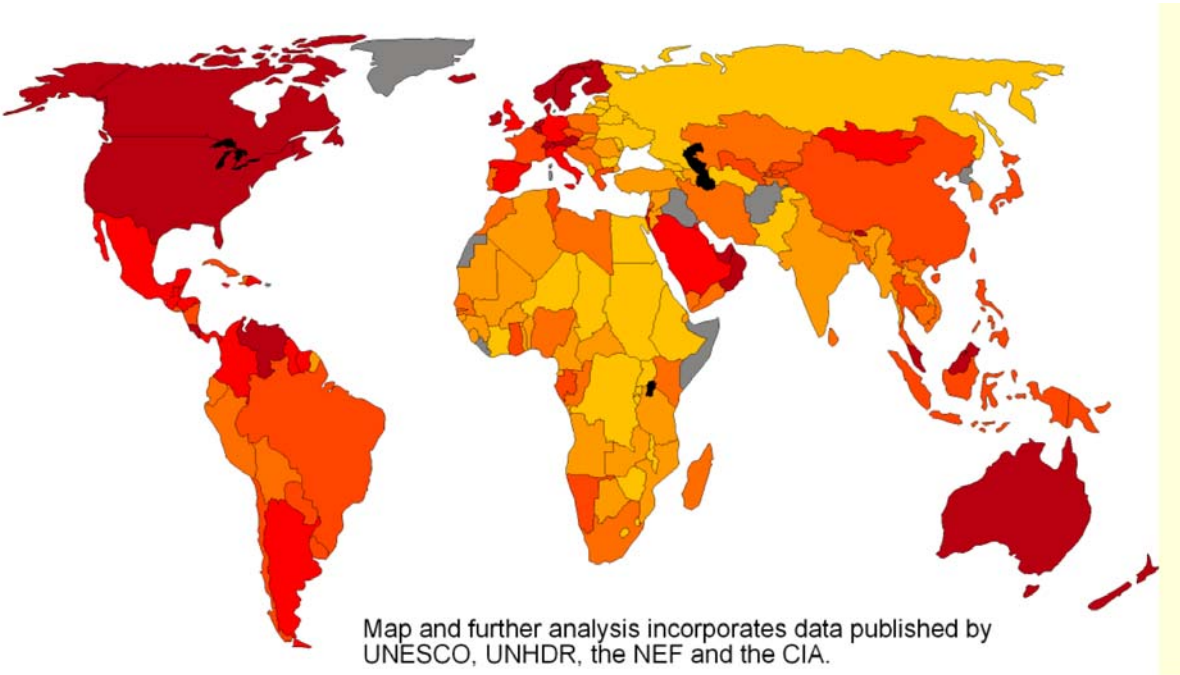 Map and further analysis incorporates data published by
UNESCO, UNHDR, the NEF and the CIA.